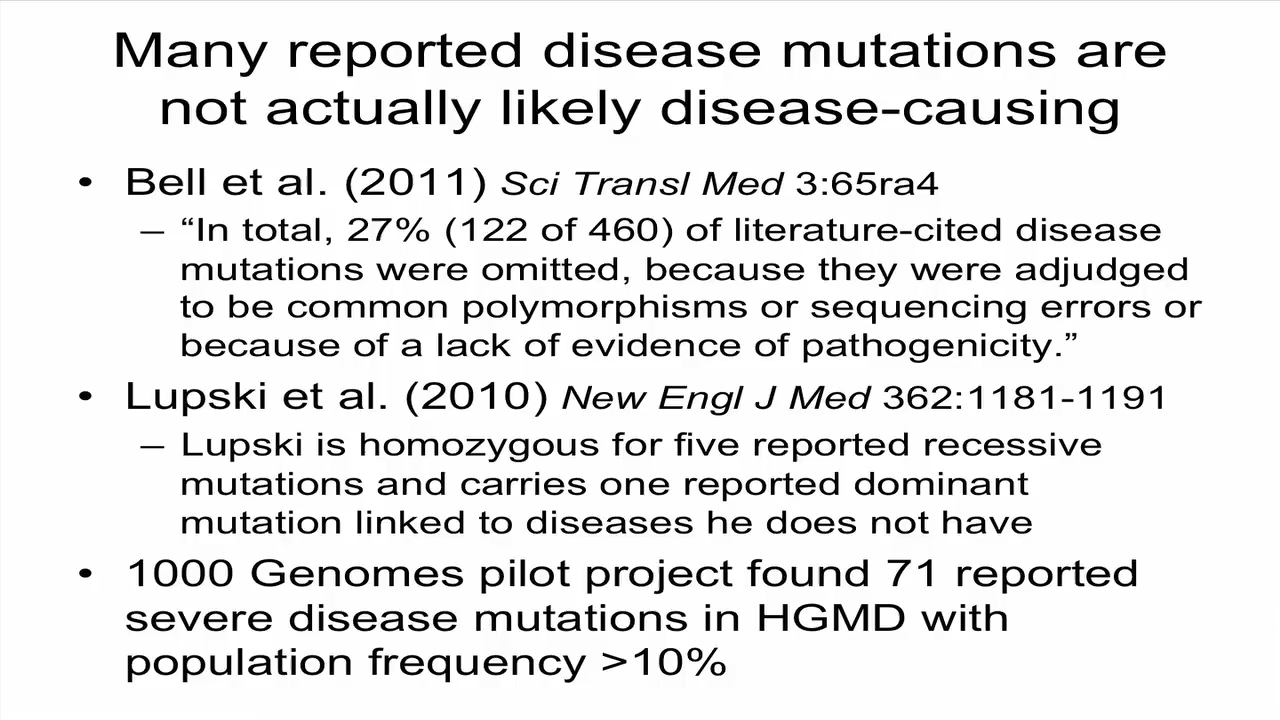 Many reported disease mutations are
not actually likely disease-causing
• Bell et al. (2011) Sci Transl Med 3:65ra4
– “In total, 27% (122 of 460) of literature-cited disease
mutations were omitted, because they were adjudged
to be common polymorphisms or sequencing errors or
because of a lack of evidence of pathogenicity.”
• Lupski et al. (2010) New Engl J Med 362:1181-1191
– Lupski is homozygous for five reported recessive
mutations and carries one reported dominant
mutation linked to diseases he does not have
• 1000 Genomes pilot project found 71 reported
severe disease mutations in HGMD with
population frequency >10%